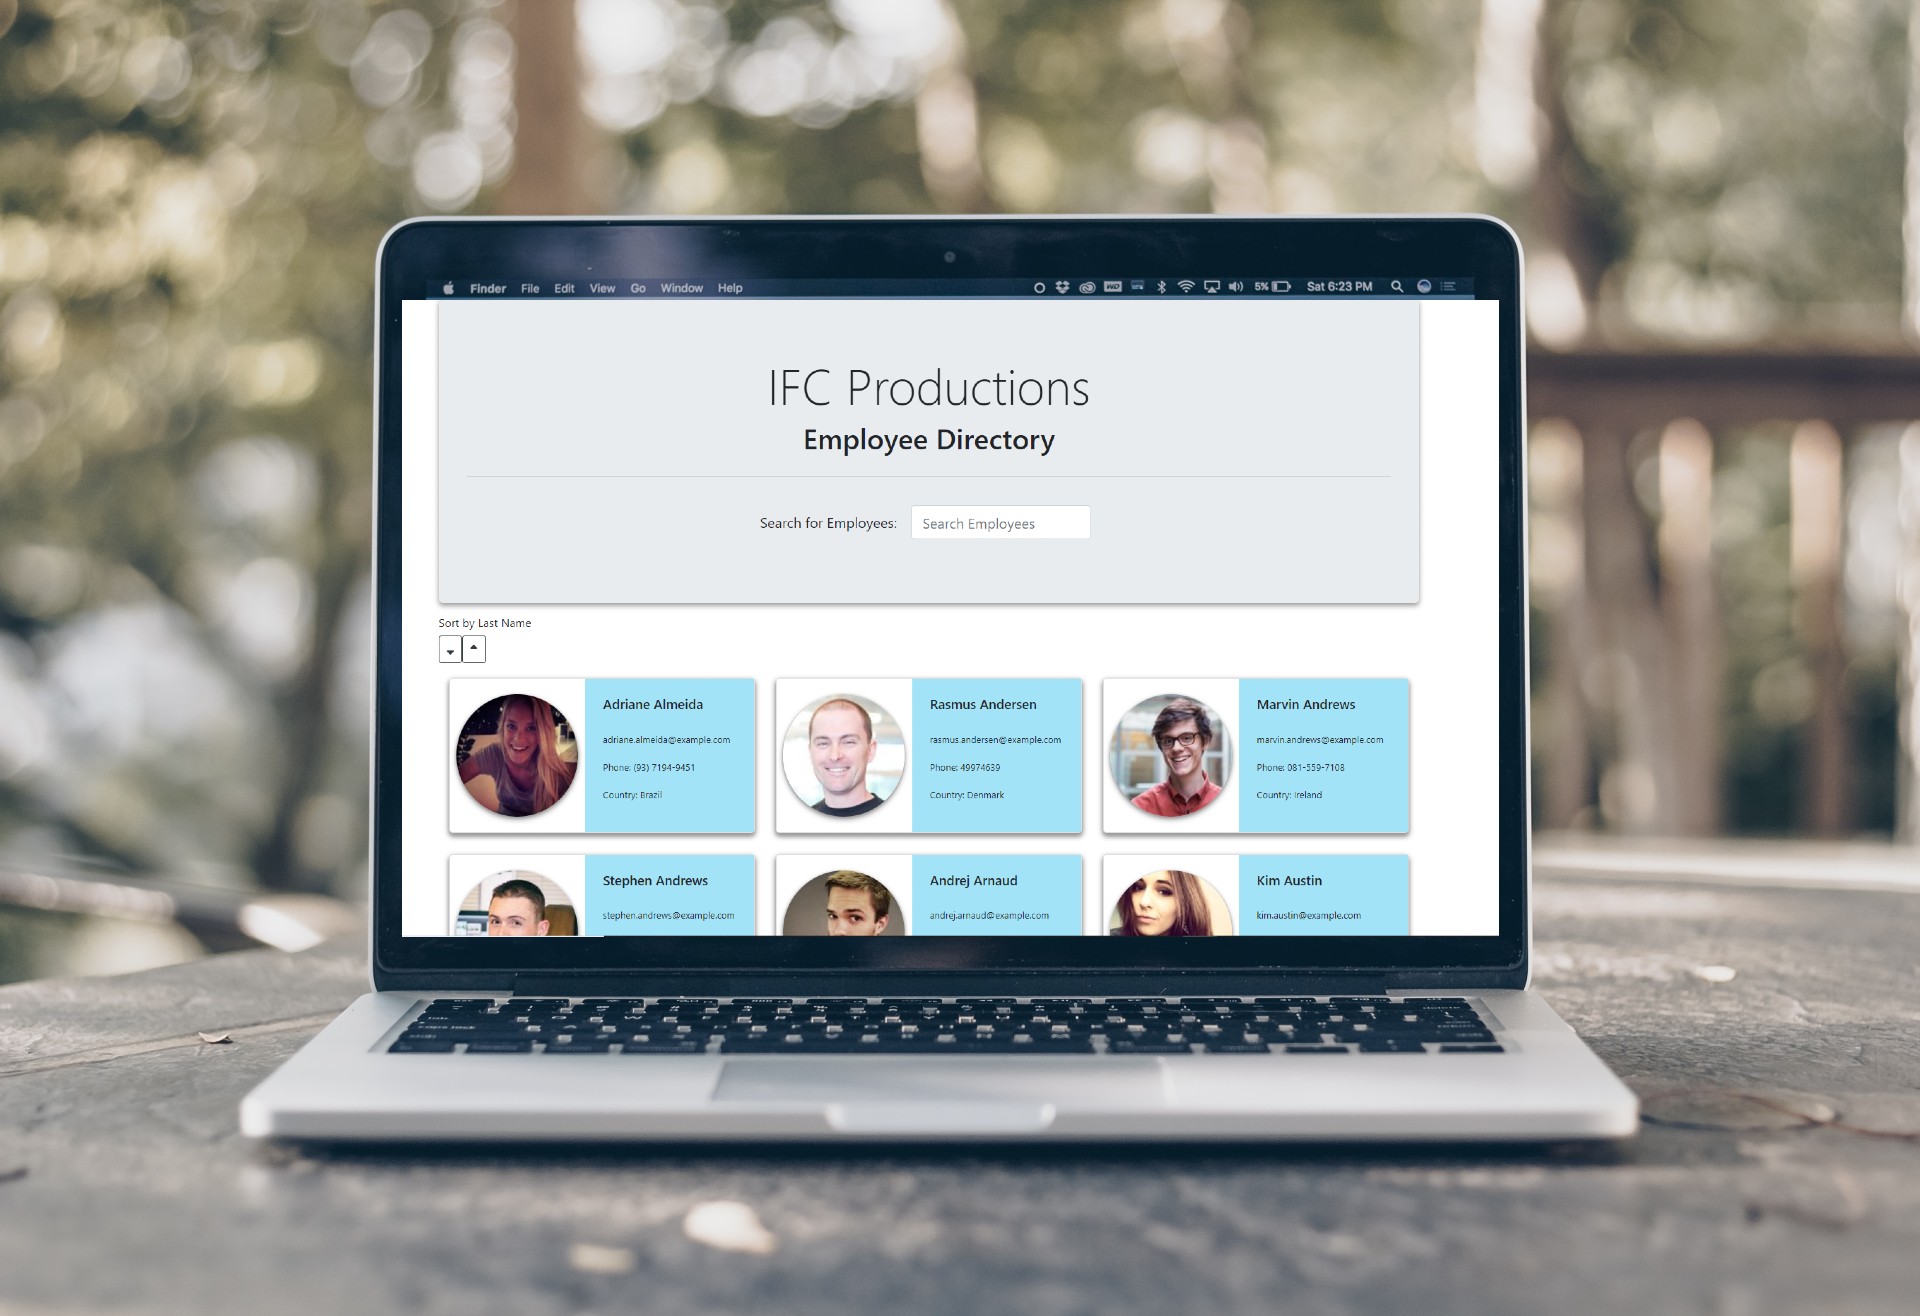 Finder File Edit View Go Window Help 5% Sat 6:23 PM
IFC Productions
Employee Directory
Search for Employees: Search Employees
Sort by Last Name
Adriane Almeida
adriane.almeida@example.com
Phone: (93) 7194-9451
Country: Brazil
Rasmus Andersen
rasmus.andersen@example.com
Phone: 49974639
Country: Denmark
Marvin Andrews
marvin.andrews@example.com
Phone: 081-559-7108
Country: Ireland
Stephen Andrews
stephen.andrews@example.com
Andrej Arnaud
andrej.arnaud@example.com
Kim Austin
kim.austin@example.com